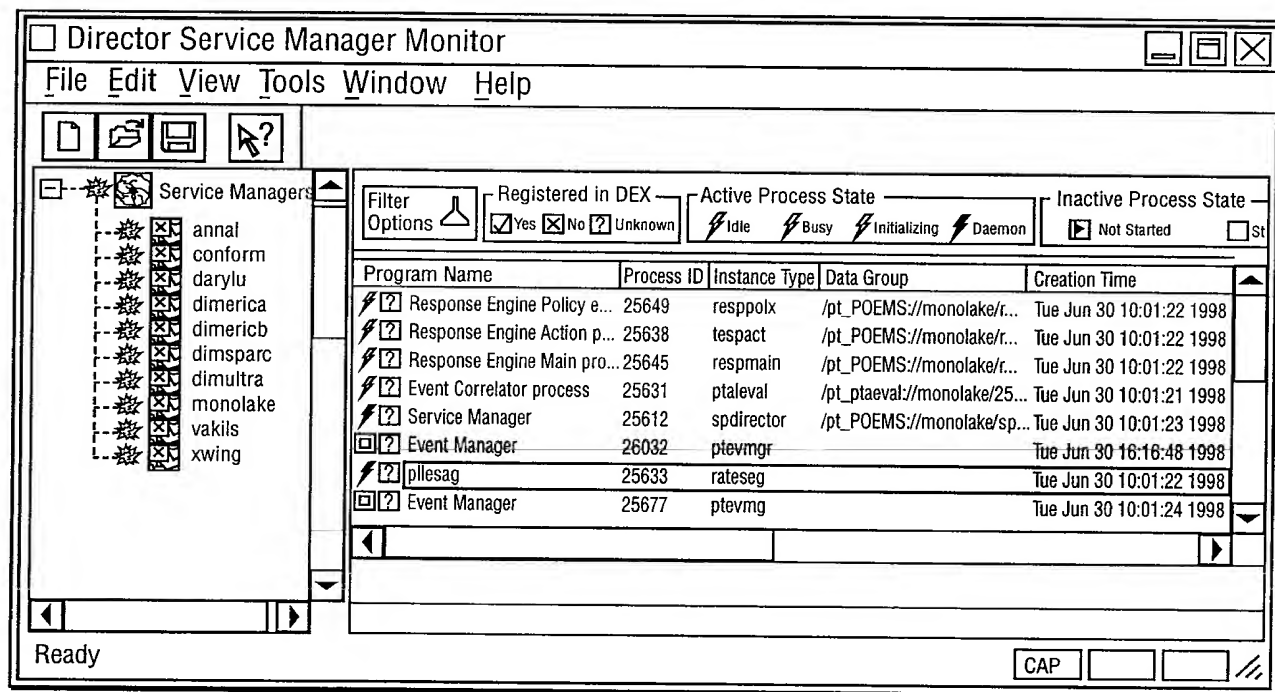 Director Service Manager Monitor
File Edit View Tools Window Help
?
Service Managers
annal
conform
darylu
dimerica
dimericb
dimsparc
dimultra
monolake
vakils
xwing
Filter Options
Registered in DEX
Yes No ? Unknown
Active Process State
Idle Busy Initializing Daemon
Inactive Process State
Not Started St
Program Name Process ID Instance Type Data Group Creation Time
? Response Engine Policy e... 25649 resppolx /pt_POEMS://monolake/r... Tue Jun 30 10:01:22 1998
? Response Engine Action p... 25638 tespact /pt_POEMS://monolake/r... Tue Jun 30 10:01:22 1998
? Response Engine Main pro... 25645 respmain /pt_POEMS://monolake/r... Tue Jun 30 10:01:22 1998
? Event Correlator process 25631 ptaleval /pt_ptaeval://monolake/25... Tue Jun 30 10:01:21 1998
? Service Manager 25612 spdirector /pt_POEMS://monolake/sp... Tue Jun 30 10:01:23 1998
? Event Manager 26032 ptevmgr Tue Jun 30 16:16:48 1998
? pllesag 25633 rateseg Tue Jun 30 10:01:22 1998
? Event Manager 25677 ptevmg Tue Jun 30 10:01:24 1998
Ready
CAP